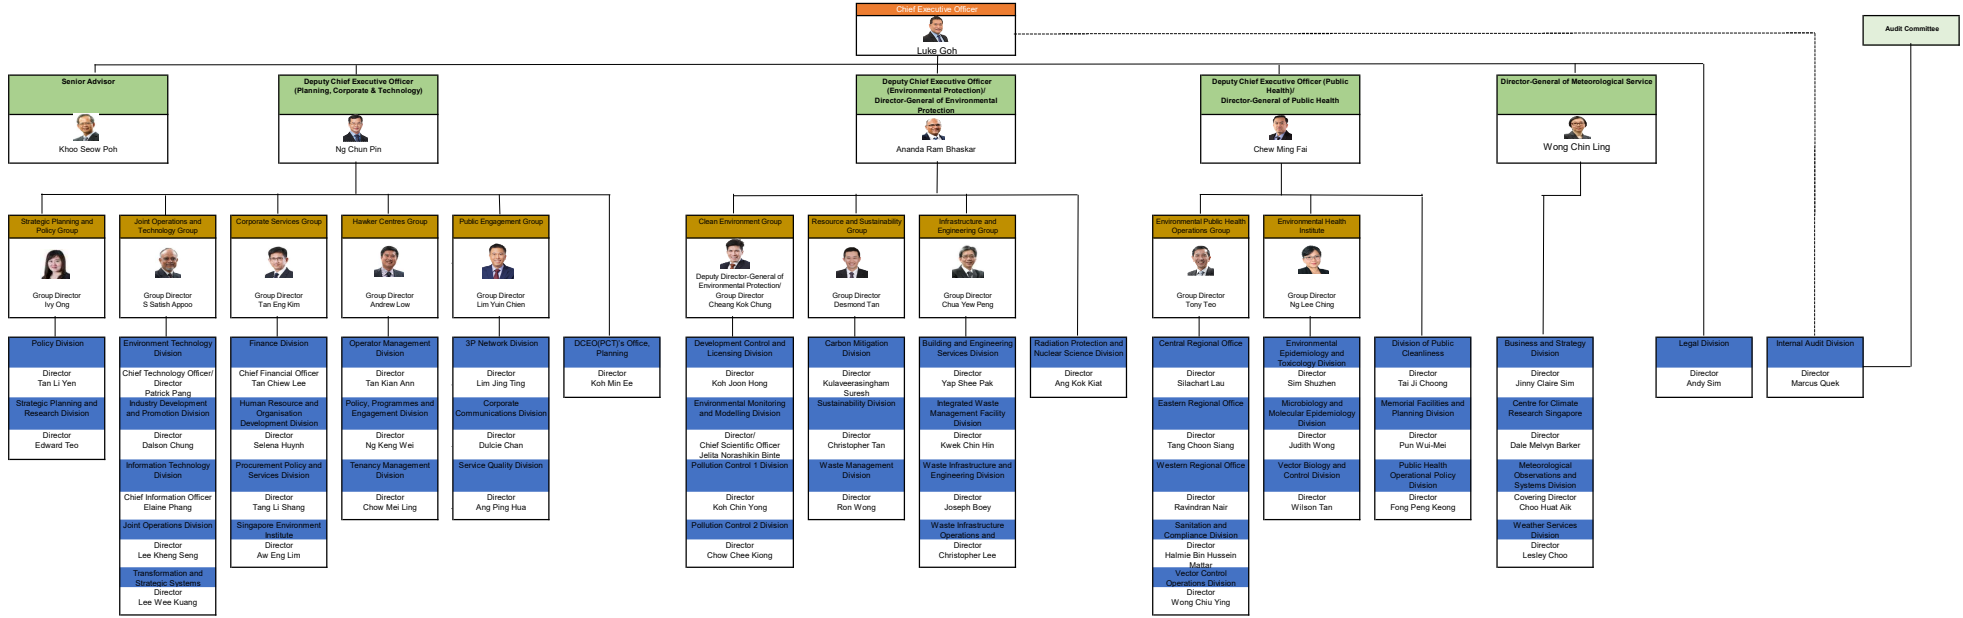 Chief Executive Officer
Luke Goh
Audit Committee
Senior Advisor
Khoo Seow Poh
Deputy Chief Executive Officer
(Planning, Corporate & Technology)
Ng Chun Pin
Deputy Chief Executive Officer
(Environmental Protection)/
Director-General of Environmental
Protection
Ananda Ram Bhaskar
Deputy Chief Executive Officer (Public
Health)/
Director-General of Public Health
Chew Ming Fai
Director-General of Meteorological Service
Wong Chin Ling
Strategic Planning and
Policy Group
Group Director
Ivy Ong
Joint Operations and
Technology Group
Group Director
S Satish Appoo
Corporate Services Group
Group Director
Tan Eng Kim
Hawker Centres Group
Group Director
Andrew Low
Public Engagement Group
Group Director
Lim Yuin Chien
Clean Environment Group
Deputy Director-General of
Environmental Protection/
Group Director
Cheang Kok Chung
Resource and Sustainability
Group
Group Director
Desmond Tan
Infrastructure and
Engineering Group
Group Director
Chua Yew Peng
Environmental Public Health
Operations Group
Group Director
Tony Teo
Environmental Health
Institute
Group Director
Ng Lee Ching
Policy Division
Director
Tan Li Yen
Strategic Planning and
Research Division
Director
Edward Teo
Environment Technology
Division
Chief Technology Officer/
Director
Patrick Pang
Industry Development
and Promotion Division
Director
Dalson Chung
Information Technology
Division
Chief Information Officer
Elaine Phang
Joint Operations Division
Director
Lee Kheng Seng
Transformation and
Strategic Systems
Director
Lee Wee Kuang
Finance Division
Chief Financial Officer
Tan Chiew Lee
Human Resource and
Organisation
Development Division
Director
Selena Huynh
Procurement Policy and
Services Division
Director
Tang Li Shang
Singapore Environment
Institute
Director
Aw Eng Lim
Operator Management
Division
Director
Tan Kian Ann
Policy, Programmes and
Engagement Division
Director
Ng Keng Wei
Tenancy Management
Division
Director
Chow Mei Ling
3P Network Division
Director
Lim Jing Ting
Corporate
Communications Division
Director
Dulcie Chan
Service Quality Division
Director
Ang Ping Hua
DCEO(PCT)'s Office,
Planning
Director
Koh Min Ee
Development Control and
Licensing Division
Director
Koh Joon Hong
Environmental Monitoring
and Modelling Division
Director/
Chief Scientific Officer
Jelita Norashikin Binte
Pollution Control 1 Division
Director
Koh Chin Yong
Pollution Control 2 Division
Director
Chow Chee Kiong
Carbon Mitigation
Division
Director
Kulaveerasingham
Suresh
Sustainability Division
Director
Christopher Tan
Waste Management
Division
Director
Ron Wong
Building and Engineering
Services Division
Director
Yap Shee Pak
Integrated Waste
Management Facility
Division
Director
Kwek Chin Hin
Waste Infrastructure and
Engineering Division
Director
Joseph Boey
Waste Infrastructure
Operations and
Director
Christopher Lee
Radiation Protection and
Nuclear Science Division
Director
Ang Kok Kiat
Central Regional Office
Director
Silachart Lau
Eastern Regional Office
Director
Tang Choon Siang
Western Regional Office
Director
Ravindran Nair
Sanitation and
Compliance Division
Director
Halmie Bin Hussein
Mattar
Vector Control
Operations Division
Director
Wong Chiu Ying
Environmental
Epidemiology and
Toxicology Division
Director
Sim Shuzhen
Microbiology and
Molecular Epidemiology
Division
Director
Judith Wong
Vector Biology and
Control Division
Director
Wilson Tan
Division of Public
Cleanliness
Director
Tai Ji Choong
Memorial Facilities and
Planning Division
Director
Pun Wui-Mei
Public Health
Operational Policy
Division
Director
Fong Peng Keong
Business and Strategy
Division
Director
Jinny Claire Sim
Centre for Climate
Research Singapore
Director
Dale Melvyn Barker
Meteorological
Observations and
Systems Division
Covering Director
Choo Huat Aik
Weather Services
Division
Director
Lesley Choo
Legal Division
Director
Andy Sim
Internal Audit Division
Director
Marcus Quek